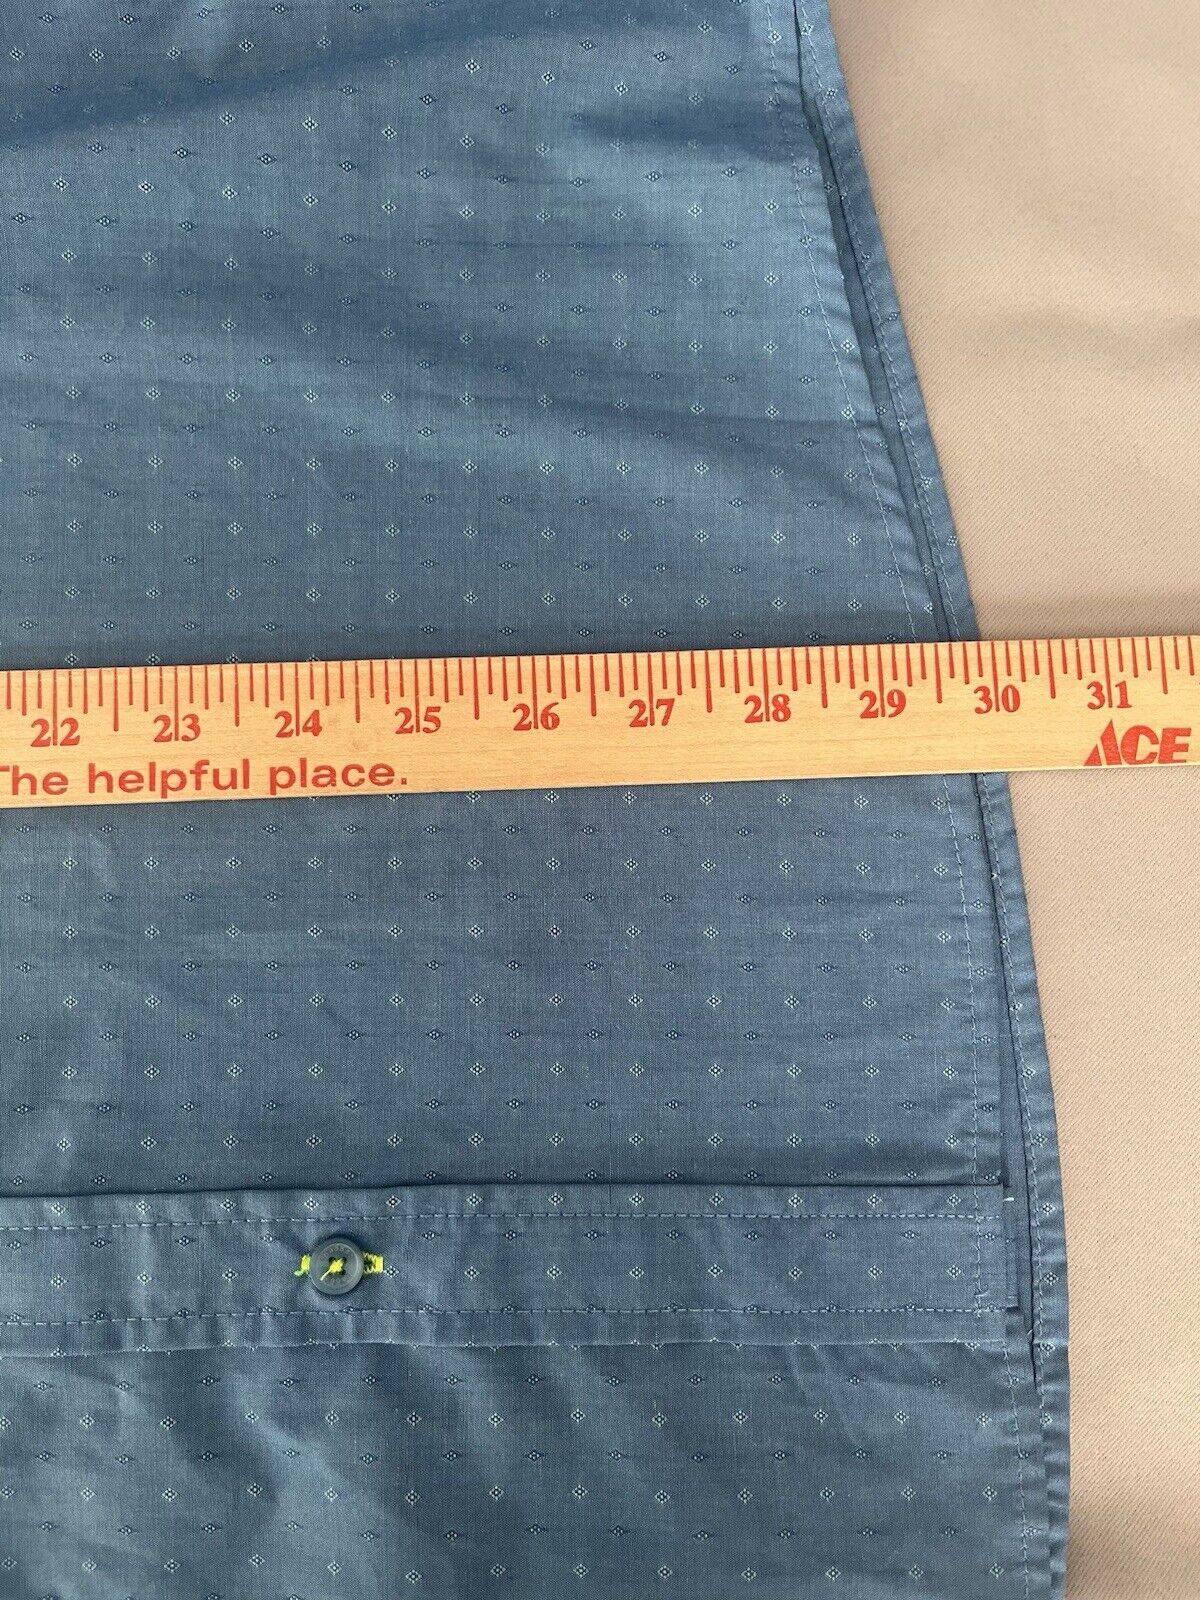 22 23 24 25 26 27 28 29 30 31
The helpful place. ACE